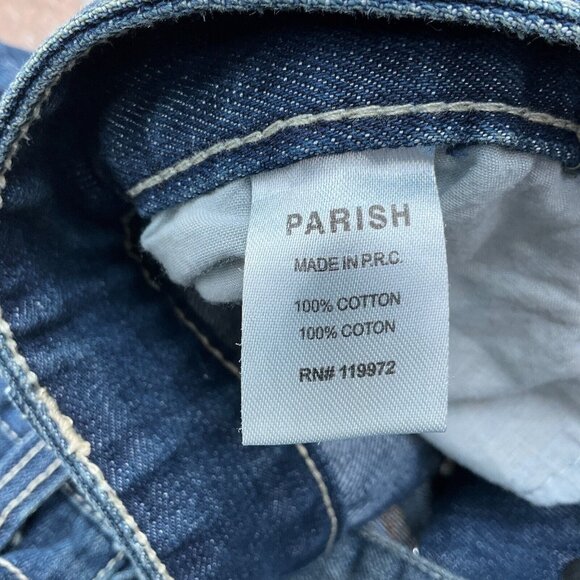 PARISH
MADE IN P.R.C.
100% COTTON
100% COTON
RN# 119972